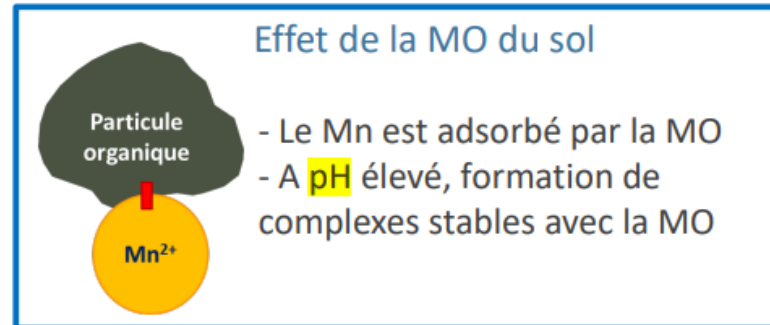 Effet de la MO du sol
Particule
organique
Mn²⁺
- Le Mn est adsorbé par la MO
- A pH élevé, formation de
complexes stables avec la MO